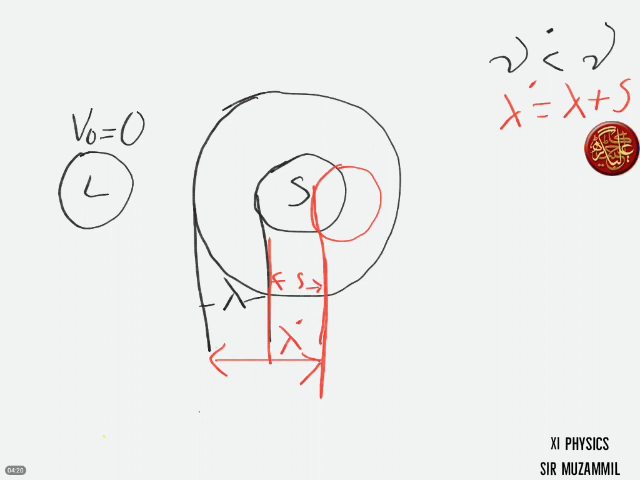 ν' < ν
λ' = λ + S
V₀=0
L
S
λ
S
λ'
04:20
XI PHYSICS
SIR MUZAMMIL